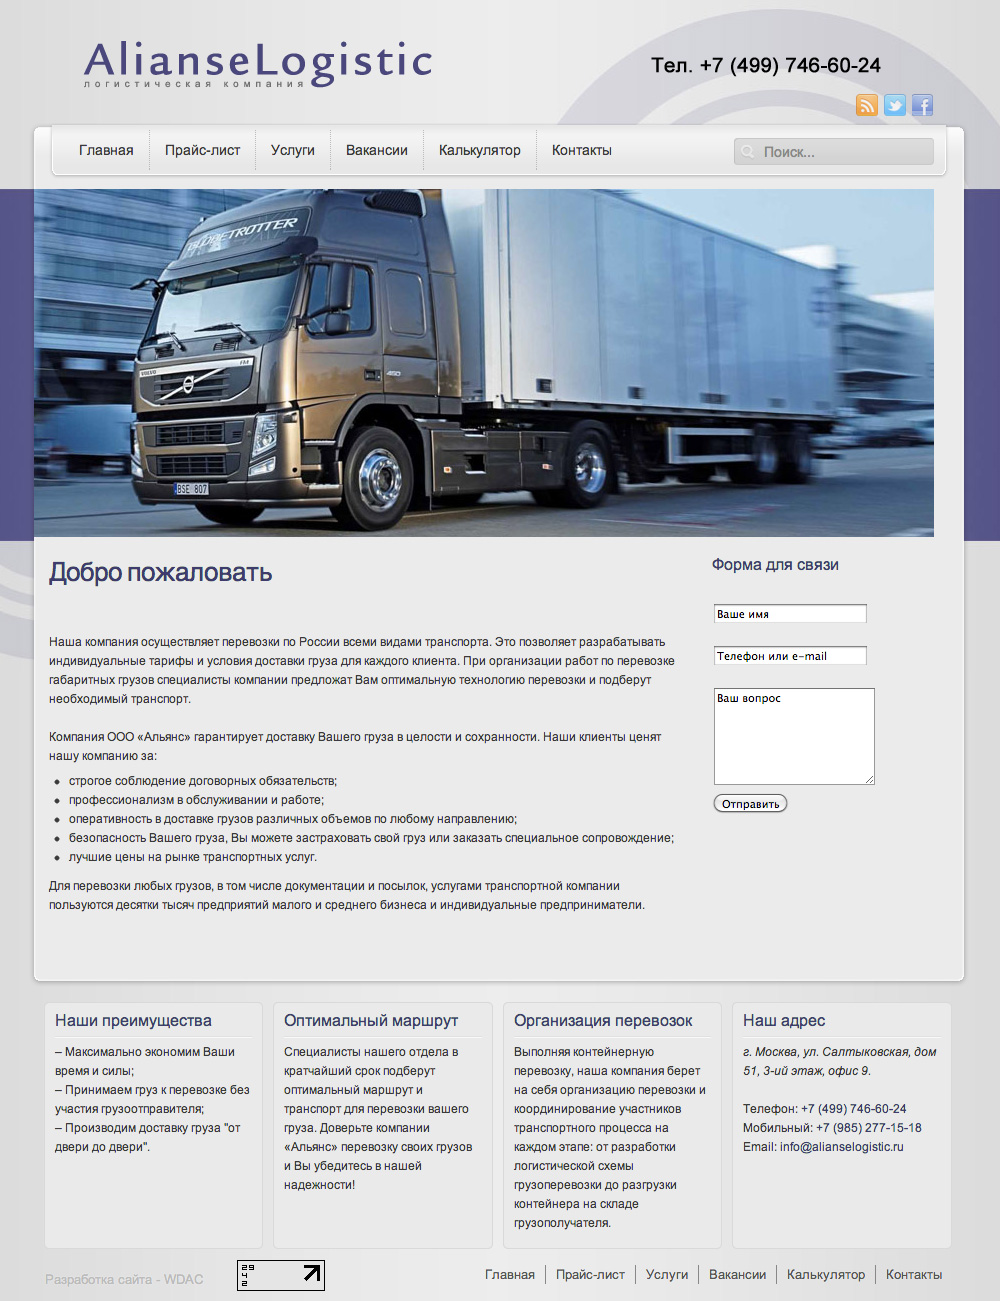 AlianseLogistic
логистическая компания
Тел. +7 (499) 746-60-24
Главная
Прайс-лист
Услуги
Вакансии
Калькулятор
Контакты
Поиск...
GLOBETROTTER
VOLVO
FM
450
BSE 807
Добро пожаловать
Наша компания осуществляет перевозки по России всеми видами транспорта. Это позволяет разрабатывать
индивидуальные тарифы и условия доставки груза для каждого клиента. При организации работ по перевозке
габаритных грузов специалисты компании предложат Вам оптимальную технологию перевозки и подберут
необходимый транспорт.
Компания ООО «Альянс» гарантирует доставку Вашего груза в целости и сохранности. Наши клиенты ценят
нашу компанию за:
• строгое соблюдение договорных обязательств;
• профессионализм в обслуживании и работе;
• оперативность в доставке грузов различных объемов по любому направлению;
• безопасность Вашего груза, Вы можете застраховать свой груз или заказать специальное сопровождение;
• лучшие цены на рынке транспортных услуг.
Для перевозки любых грузов, в том числе документации и посылок, услугами транспортной компании
пользуются десятки тысяч предприятий малого и среднего бизнеса и индивидуальные предприниматели.
Форма для связи
Ваше имя
Телефон или e-mail
Ваш вопрос
Отправить
Наши преимущества
– Максимально экономим Ваши
время и силы;
– Принимаем груз к перевозке без
участия грузоотправителя;
– Производим доставку груза "от
двери до двери".
Оптимальный маршрут
Специалисты нашего отдела в
кратчайший срок подберут
оптимальный маршрут и
транспорт для перевозки вашего
груза. Доверьте компании
«Альянс» перевозку своих грузов
и Вы убедитесь в нашей
надежности!
Организация перевозок
Выполняя контейнерную
перевозку, наша компания берет
на себя организацию перевозки и
координирование участников
транспортного процесса на
каждом этапе: от разработки
логистической схемы
грузоперевозки до разгрузки
контейнера на складе
грузополучателя.
Наш адрес
г. Москва, ул. Салтыковская, дом
51, 3-ий этаж, офис 9.
Телефон: +7 (499) 746-60-24
Мобильный: +7 (985) 277-15-18
Email: info@alianselogistic.ru
Разработка сайта - WDAC
29
4
2
Главная
Прайс-лист
Услуги
Вакансии
Калькулятор
Контакты